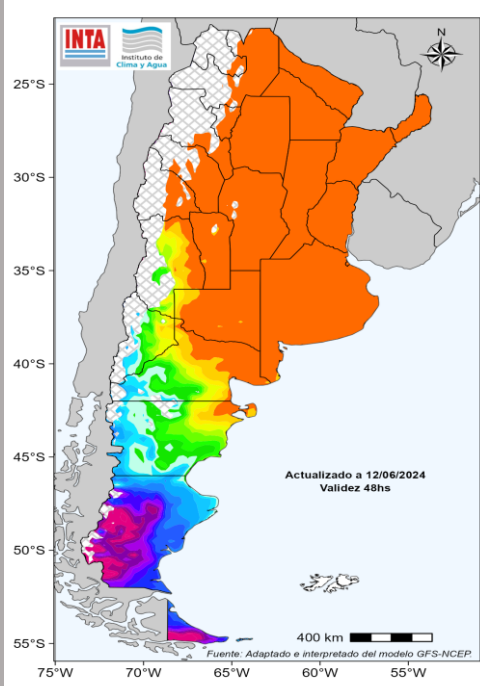 INTA
Instituto de
Clima y Agua
N
25°S
30°S
35°S
40°S
45°S
50°S
55°S
Actualizado a 12/06/2024
Validez 48hs
400 km
Fuente: Adaptado e interpretado del modelo GFS-NCEP.
75°W 70°W 65°W 60°W 55°W